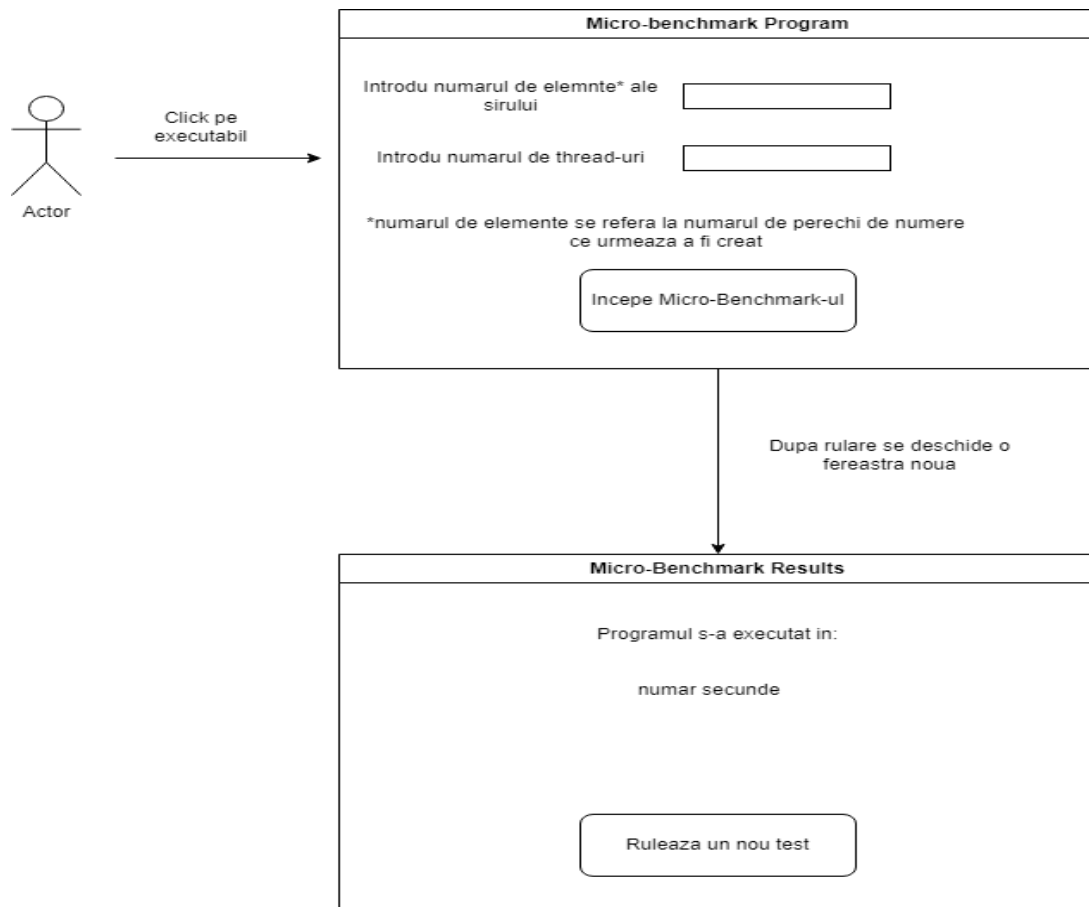 Micro-benchmark Program
Introdu numarul de elemnte* ale
sirului
Click pe
executabil
Introdu numarul de thread-uri
Actor
*numarul de elemente se refera la numarul de perechi de numere
ce urmeaza a fi creat
Incepe Micro-Benchmark-ul
Dupa rulare se deschide o
fereastra noua
Micro-Benchmark Results
Programul s-a executat in:
numar secunde
Ruleaza un nou test